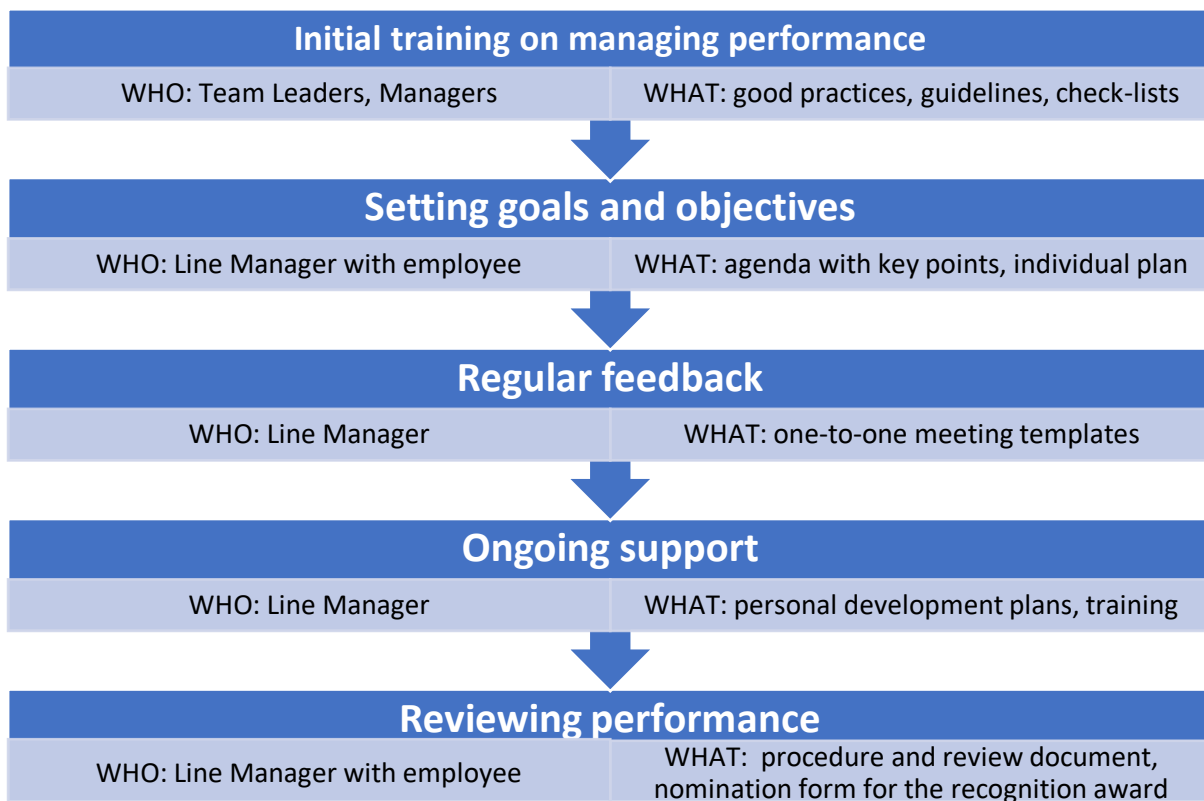 Initial training on managing performance
WHO: Team Leaders, Managers
WHAT: good practices, guidelines, check-lists
Setting goals and objectives
WHO: Line Manager with employee
WHAT: agenda with key points, individual plan
Regular feedback
WHO: Line Manager
WHAT: one-to-one meeting templates
Ongoing support
WHO: Line Manager
WHAT: personal development plans, training
Reviewing performance
WHO: Line Manager with employee
WHAT:  procedure and review document,
nomination form for the recognition award